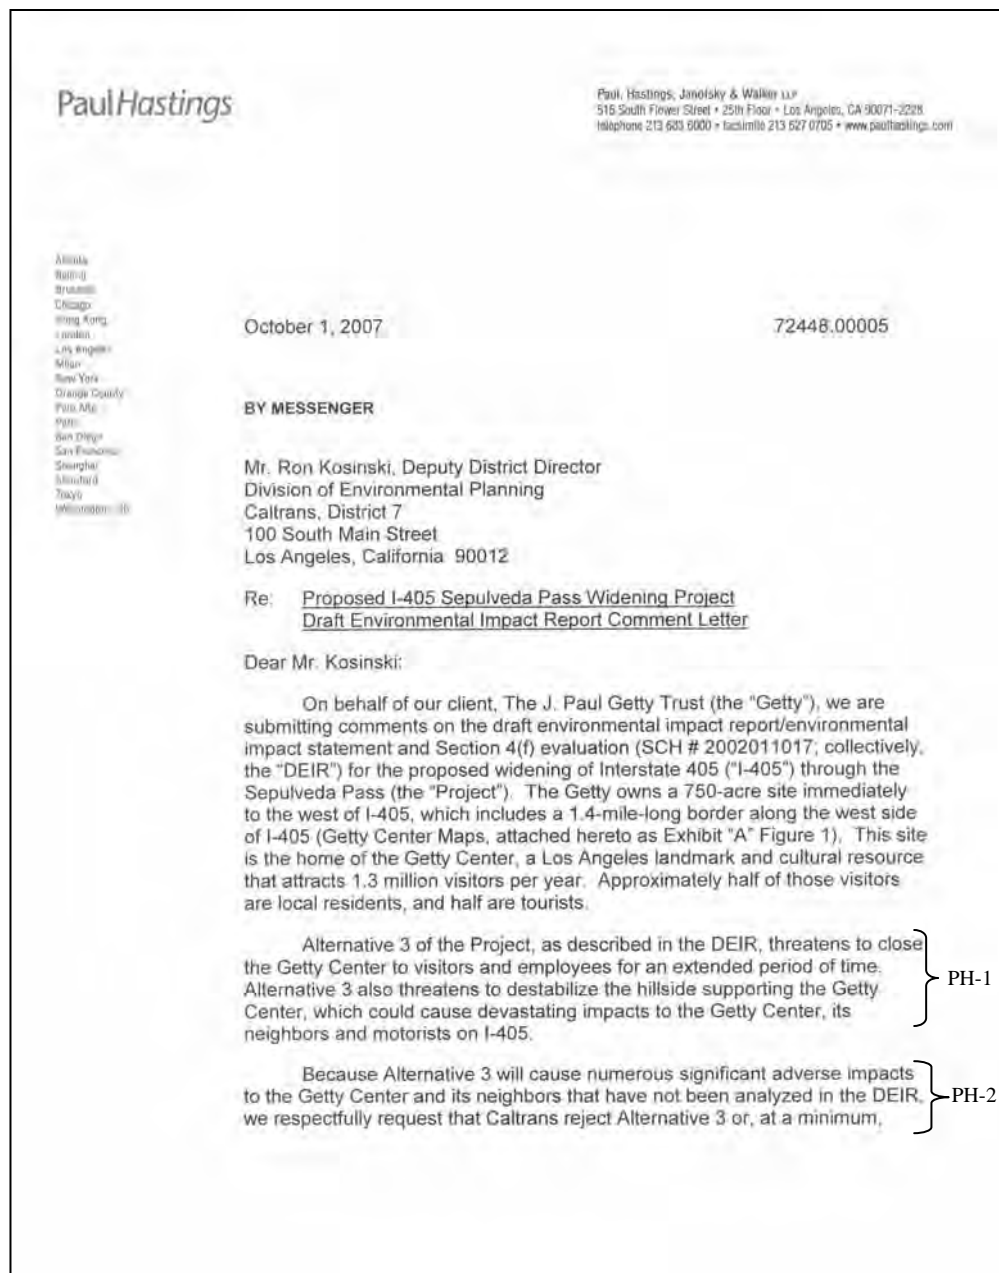 PaulHastings
Paul, Hastings, Janofsky & Walker LLP
515 South Flower Street • 25th Floor • Los Angeles, CA 90071-2228
telephone 213 683 6000 • facsimile 213 627 0705 • www.paulhastings.com
Atlanta
Beijing
Brussels
Chicago
Hong Kong
London
Los Angeles
Milan
New York
Orange County
Palo Alto
Paris
San Diego
San Francisco
Shanghai
Stamford
Tokyo
Washington, DC
October 1, 2007
72448.00005
BY MESSENGER
Mr. Ron Kosinski, Deputy District Director
Division of Environmental Planning
Caltrans, District 7
100 South Main Street
Los Angeles, California 90012
Re: Proposed I-405 Sepulveda Pass Widening Project
Draft Environmental Impact Report Comment Letter
Dear Mr. Kosinski:
On behalf of our client, The J. Paul Getty Trust (the "Getty"), we are
submitting comments on the draft environmental impact report/environmental
impact statement and Section 4(f) evaluation (SCH # 2002011017; collectively,
the "DEIR") for the proposed widening of Interstate 405 ("I-405") through the
Sepulveda Pass (the "Project"). The Getty owns a 750-acre site immediately
to the west of I-405, which includes a 1.4-mile-long border along the west side
of I-405 (Getty Center Maps, attached hereto as Exhibit "A" Figure 1). This site
is the home of the Getty Center, a Los Angeles landmark and cultural resource
that attracts 1.3 million visitors per year. Approximately half of those visitors
are local residents, and half are tourists.
Alternative 3 of the Project, as described in the DEIR, threatens to close
the Getty Center to visitors and employees for an extended period of time.
Alternative 3 also threatens to destabilize the hillside supporting the Getty
Center, which could cause devastating impacts to the Getty Center, its
neighbors and motorists on I-405.
PH-1
Because Alternative 3 will cause numerous significant adverse impacts
to the Getty Center and its neighbors that have not been analyzed in the DEIR,
we respectfully request that Caltrans reject Alternative 3 or, at a minimum,
PH-2